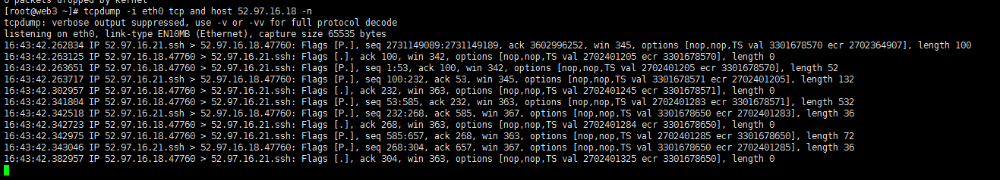 0 packets dropped by kernel
[root@web3 ~]# tcpdump -i eth0 tcp and host 52.97.16.18 -n
tcpdump: verbose output suppressed, use -v or -vv for full protocol decode
listening on eth0, link-type EN10MB (Ethernet), capture size 65535 bytes
16:43:42.262834 IP 52.97.16.21.ssh > 52.97.16.18.47760: Flags [P.], seq 2731149089:2731149189, ack 3602996252, win 345, options [nop,nop,TS val 3301678570 ecr 2702364907], length 100
16:43:42.263125 IP 52.97.16.18.47760 > 52.97.16.21.ssh: Flags [.], ack 100, win 342, options [nop,nop,TS val 2702401205 ecr 3301678570], length 0
16:43:42.263651 IP 52.97.16.18.47760 > 52.97.16.21.ssh: Flags [P.], seq 1:53, ack 100, win 342, options [nop,nop,TS val 2702401205 ecr 3301678570], length 52
16:43:42.263717 IP 52.97.16.21.ssh > 52.97.16.18.47760: Flags [P.], seq 100:232, ack 53, win 345, options [nop,nop,TS val 3301678571 ecr 2702401205], length 132
16:43:42.302957 IP 52.97.16.18.47760 > 52.97.16.21.ssh: Flags [.], ack 232, win 363, options [nop,nop,TS val 2702401245 ecr 3301678571], length 0
16:43:42.341804 IP 52.97.16.18.47760 > 52.97.16.21.ssh: Flags [P.], seq 53:585, ack 232, win 363, options [nop,nop,TS val 2702401283 ecr 3301678571], length 532
16:43:42.342518 IP 52.97.16.21.ssh > 52.97.16.18.47760: Flags [P.], seq 232:268, ack 585, win 367, options [nop,nop,TS val 3301678650 ecr 2702401283], length 36
16:43:42.342723 IP 52.97.16.18.47760 > 52.97.16.21.ssh: Flags [.], ack 268, win 363, options [nop,nop,TS val 2702401284 ecr 3301678650], length 0
16:43:42.342975 IP 52.97.16.18.47760 > 52.97.16.21.ssh: Flags [P.], seq 585:657, ack 268, win 363, options [nop,nop,TS val 2702401285 ecr 3301678650], length 72
16:43:42.343046 IP 52.97.16.21.ssh > 52.97.16.18.47760: Flags [P.], seq 268:304, ack 657, win 367, options [nop,nop,TS val 3301678650 ecr 2702401285], length 36
16:43:42.382957 IP 52.97.16.18.47760 > 52.97.16.21.ssh: Flags [.], ack 304, win 363, options [nop,nop,TS val 2702401325 ecr 3301678650], length 0